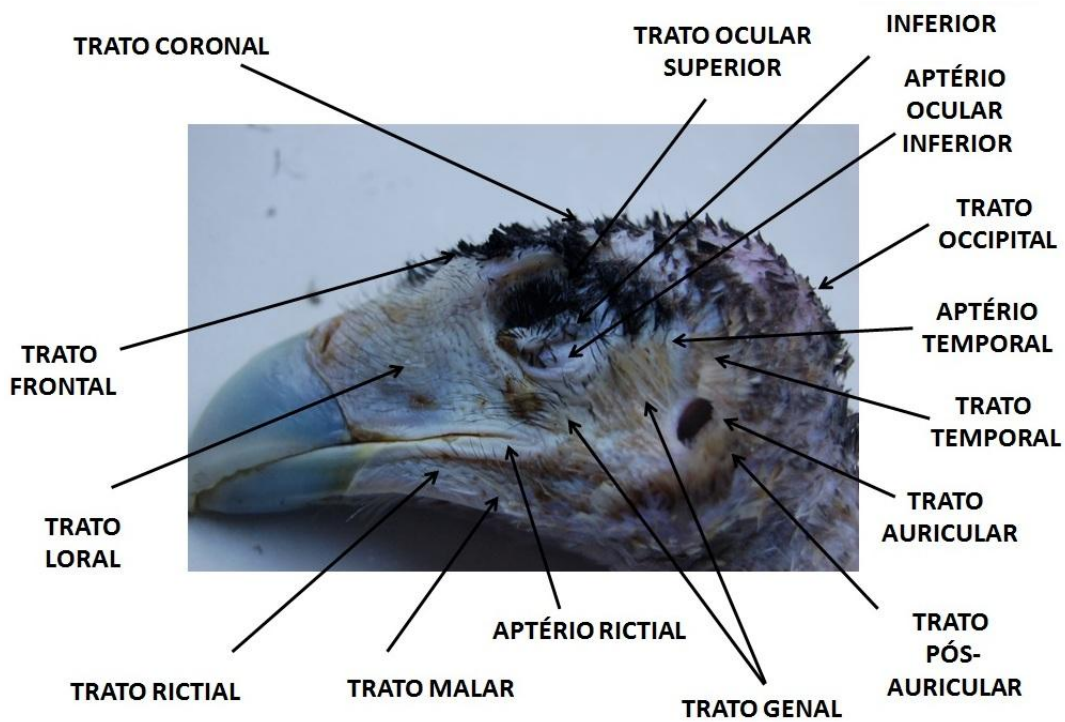 TRATO CORONAL
TRATO OCULAR
SUPERIOR
INFERIOR
APTÉRIO
OCULAR
INFERIOR
TRATO
OCCIPITAL
APTÉRIO
TEMPORAL
TRATO
FRONTAL
TRATO
TEMPORAL
TRATO
LORAL
TRATO
AURICULAR
APTÉRIO RICTIAL
TRATO
PÓS-
AURICULAR
TRATO RICTIAL
TRATO MALAR
TRATO GENAL